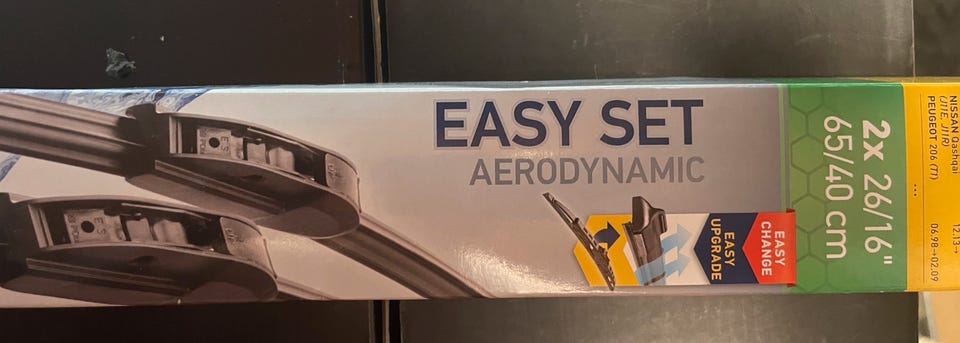 EASY SET
AERODYNAMIC
EASY
UPGRADE
EASY
CHANGE
2x 26/16"
65/40 cm
NISSAN Qashqai 12.13→
(J11E, J11R)
PEUGEOT 206 (T1) 06.98→02.09
...